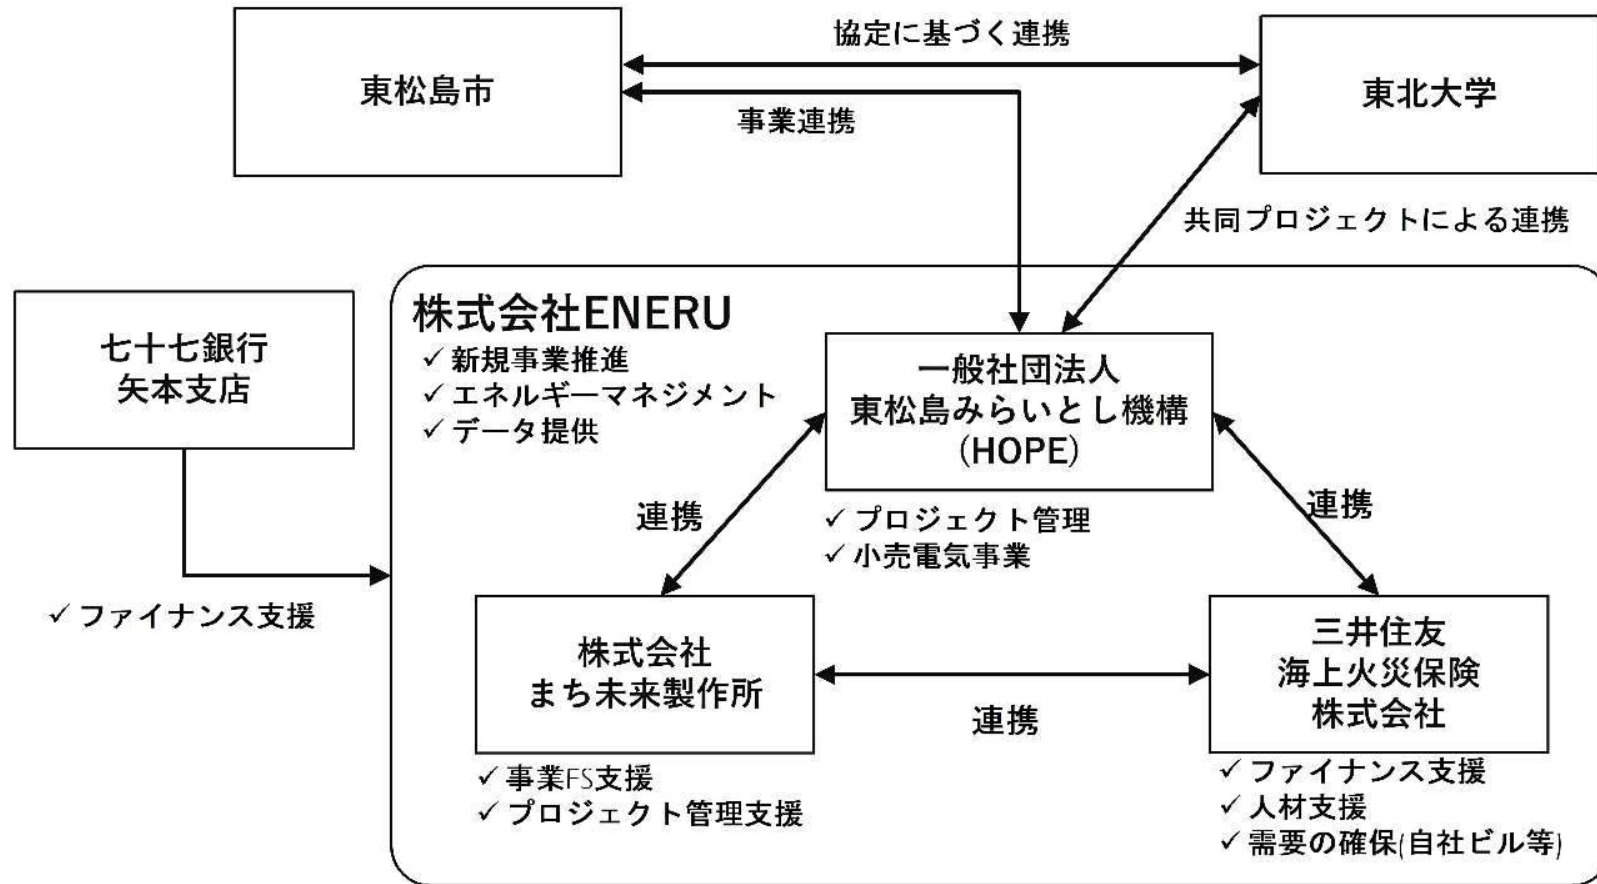 協定に基づく連携
東松島市
東北大学
事業連携
共同プロジェクトによる連携
株式会社ENERU
✓ 新規事業推進
✓ エネルギーマネジメント
✓ データ提供
七十七銀行
矢本支店
一般社団法人
東松島みらいとし機構
(HOPE)
連携
✓ プロジェクト管理
✓ 小売電気事業
連携
✓ ファイナンス支援
株式会社
まち未来製作所
三井住友
海上火災保険
株式会社
連携
✓ 事業FS支援
✓ プロジェクト管理支援
✓ ファイナンス支援
✓ 人材支援
✓ 需要の確保(自社ビル等)